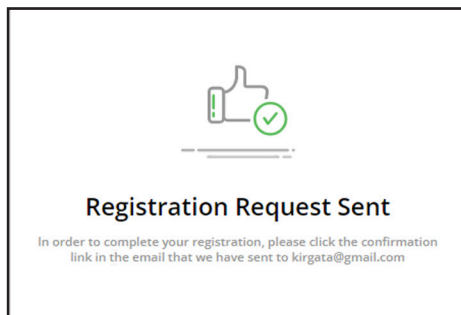 Registration Request Sent
In order to complete your registration, please click the confirmation
link in the email that we have sent to kirgata@gmail.com